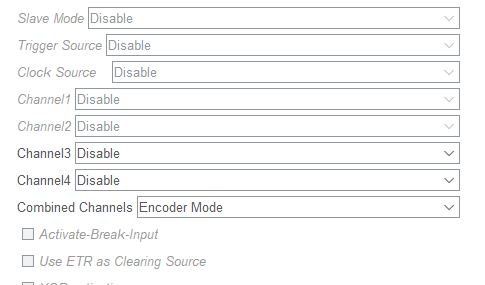 Slave Mode Disable
Trigger Source Disable
Clock Source Disable
Channel1 Disable
Channel2 Disable
Channel3 Disable
Channel4 Disable
Combined Channels Encoder Mode
Activate-Break-Input
Use ETR as Clearing Source